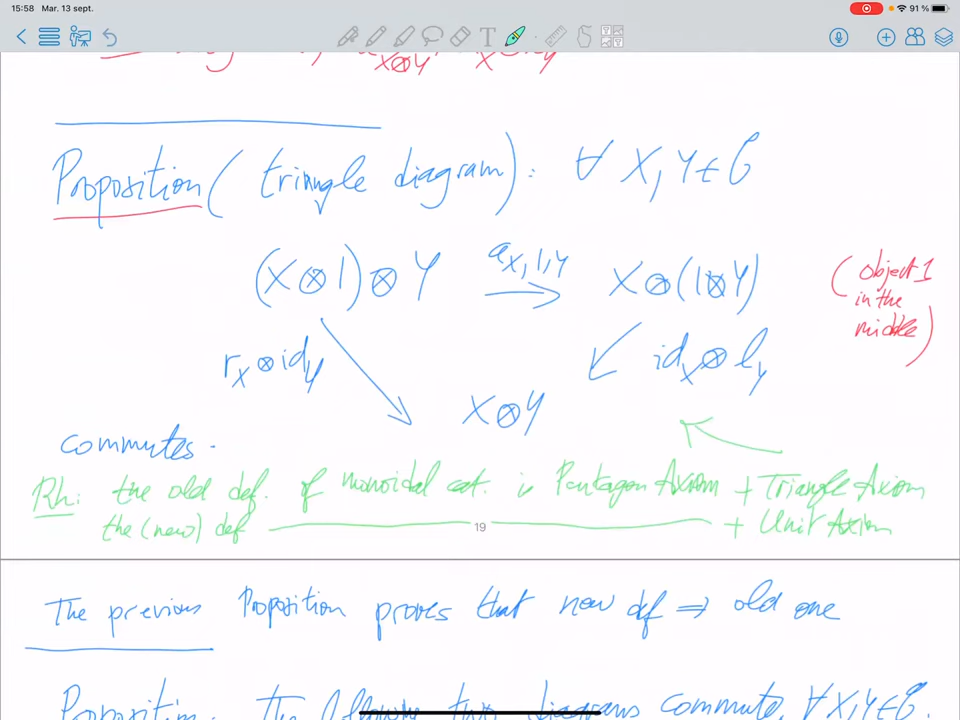 15:58 Mar. 13 sept. 91 %
X⊗Y
Proposition (triangle diagram): ∀ X, Y ∈ C
(X⊗1)⊗Y a_{X,1,Y} → X⊗(1⊗Y)
(object 1
in the
middle)
r_X⊗id_Y id_X⊗l_Y
X⊗Y
commutes.
Rk: the old def. of monoidal cat. is Pentagon Axiom + Triangle Axiom
the (new) def ——— + Unit Axiom
19
The previous Proposition proves that new def ⇒ old one
Proposition. the following two diagrams commute, ∀ X, Y ∈ C.